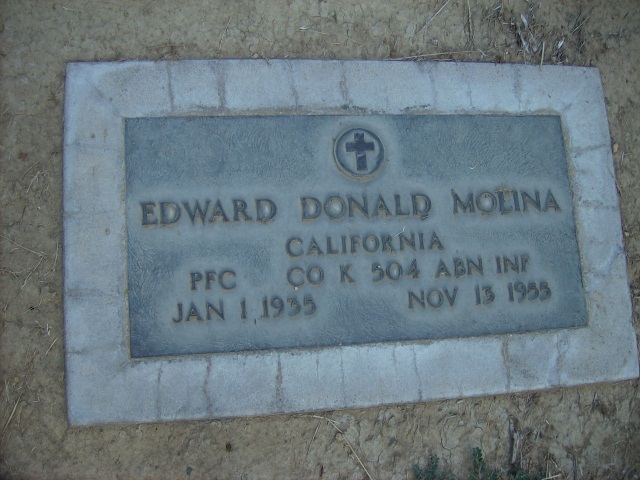 EDWARD DONALD MOLINA
CALIFORNIA
PFC CO K 504 ABN INF
JAN 1 1935 NOV 13 1955